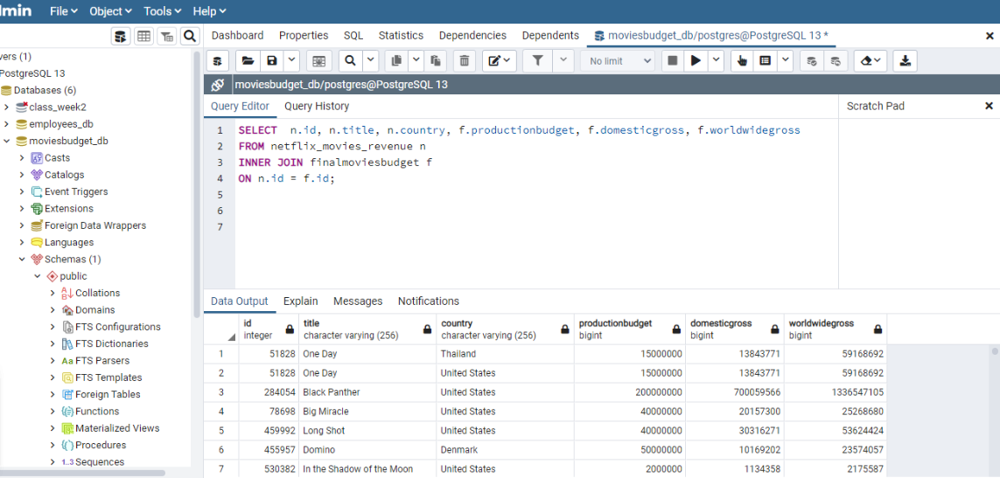 dmin File Object Tools Help
Dashboard Properties SQL Statistics Dependencies Dependents moviesbudget_db/postgres@PostgreSQL 13 *
No limit
moviesbudget_db/postgres@PostgreSQL 13
Query Editor Query History
Scratch Pad
1 SELECT n.id, n.title, n.country, f.productionbudget, f.domesticgross, f.worldwidegross
2 FROM netflix_movies_revenue n
3 INNER JOIN finalmoviesbudget f
4 ON n.id = f.id;
5
6
7
vers (1)
PostgreSQL 13
Databases (6)
class_week2
employees_db
moviesbudget_db
Casts
Catalogs
Event Triggers
Extensions
Foreign Data Wrappers
Languages
Schemas (1)
public
Collations
Domains
FTS Configurations
FTS Dictionaries
Aa FTS Parsers
FTS Templates
Foreign Tables
Functions
Materialized Views
Procedures
1..3 Sequences
Data Output Explain Messages Notifications
id title country productionbudget domesticgross worldwidegross
integer character varying (256) character varying (256) bigint bigint bigint
1 51828 One Day Thailand 15000000 13843771 59168692
2 51828 One Day United States 15000000 13843771 59168692
3 284054 Black Panther United States 200000000 700059566 1336547105
4 78698 Big Miracle United States 40000000 20157300 25268680
5 459992 Long Shot United States 40000000 30316271 53624424
6 455957 Domino Denmark 50000000 10169202 23574057
7 530382 In the Shadow of the Moon United States 2000000 1134358 2175587